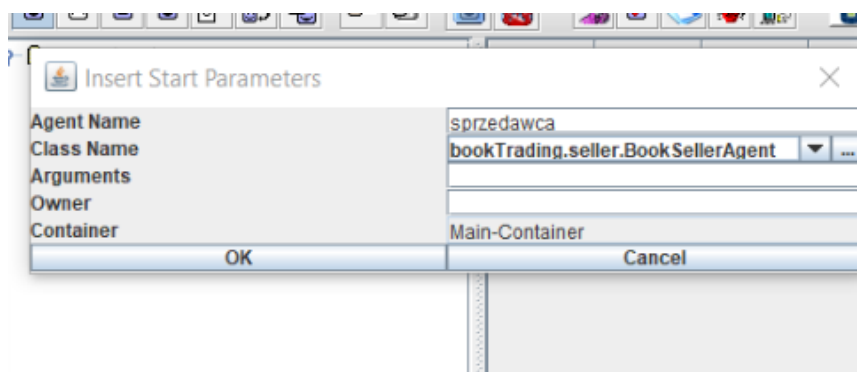 Insert Start Parameters
Agent Name sprzedawca
Class Name bookTrading.seller.BookSellerAgent ...
Arguments
Owner
Container Main-Container
OK Cancel